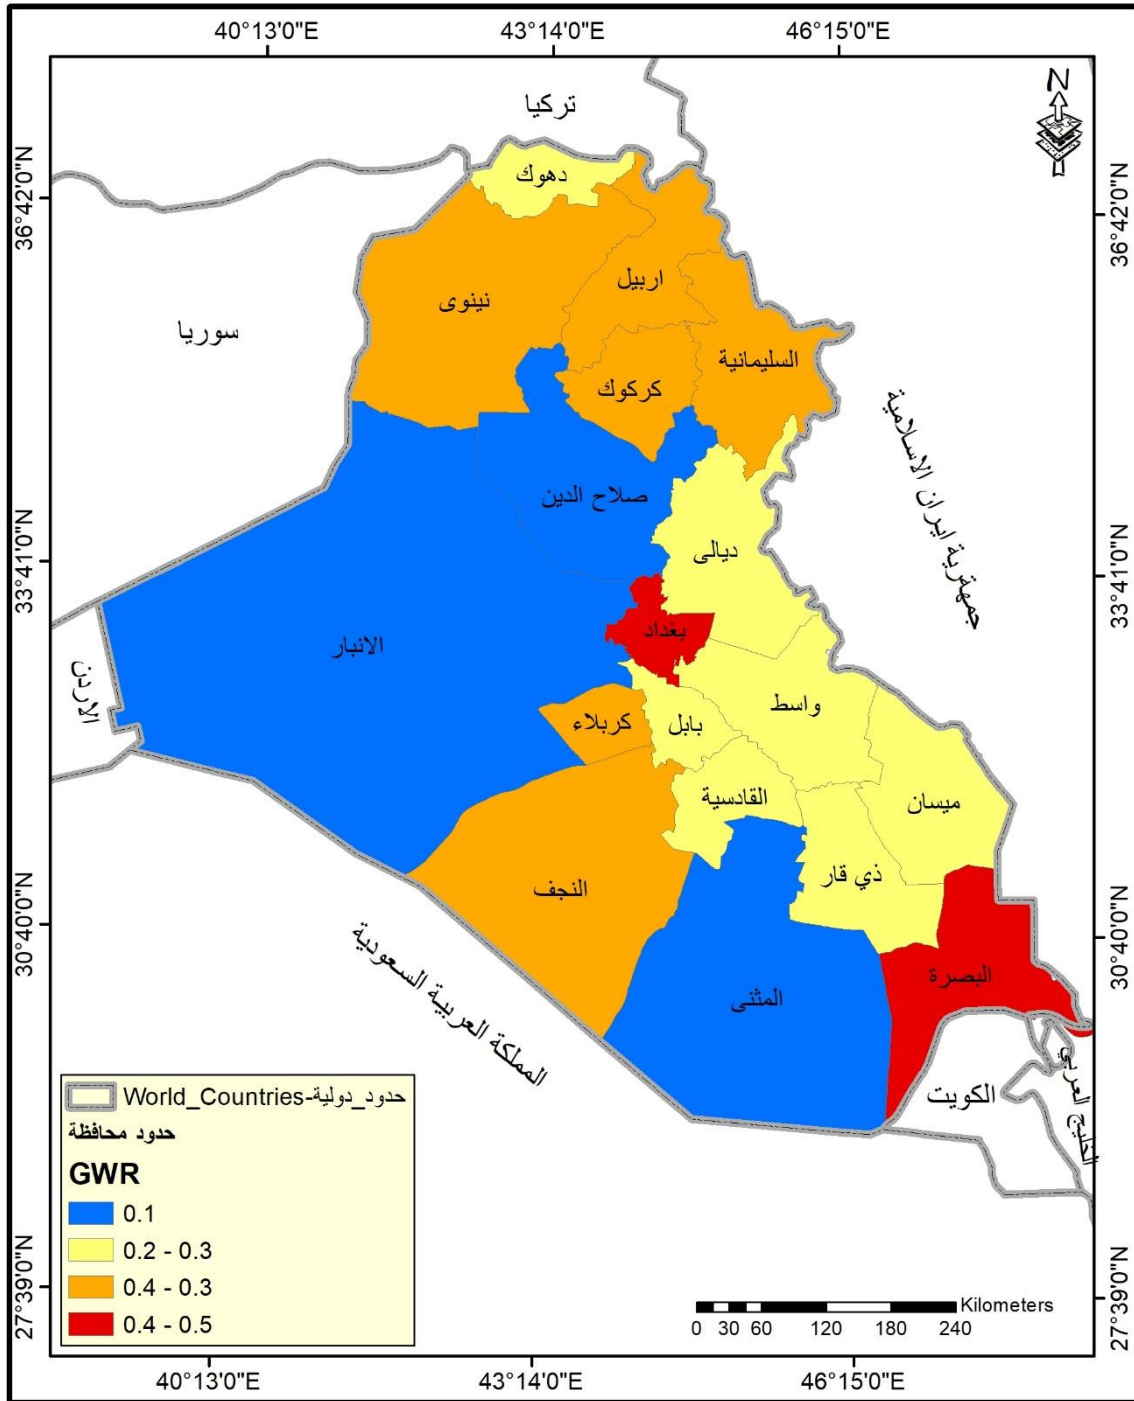 40°13'0"E 43°14'0"E 46°15'0"E
N
تركيا
36°42'0"N
36°42'0"N
دهوك
نينوى
اربيل
سوريا
السليمانية
كركوك
جمهرية ايران الاسلامية
صلاح الدين
ديالى
33°41'0"N
33°41'0"N
بغداد
الانبار
الاردن
واسط
كربلاء
بابل
القادسية
ميسان
ذي قار
النجف
30°40'0"N
30°40'0"N
البصرة
المثنى
المملكة العربية السعودية
الكويت
الخليج العربي
World_Countries-حدود_دولية
حدود محافظة
GWR
0.1
0.2 - 0.3
0.4 - 0.3
0.4 - 0.5
27°39'0"N
27°39'0"N
Kilometers
0 30 60 120 180 240
40°13'0"E 43°14'0"E 46°15'0"E